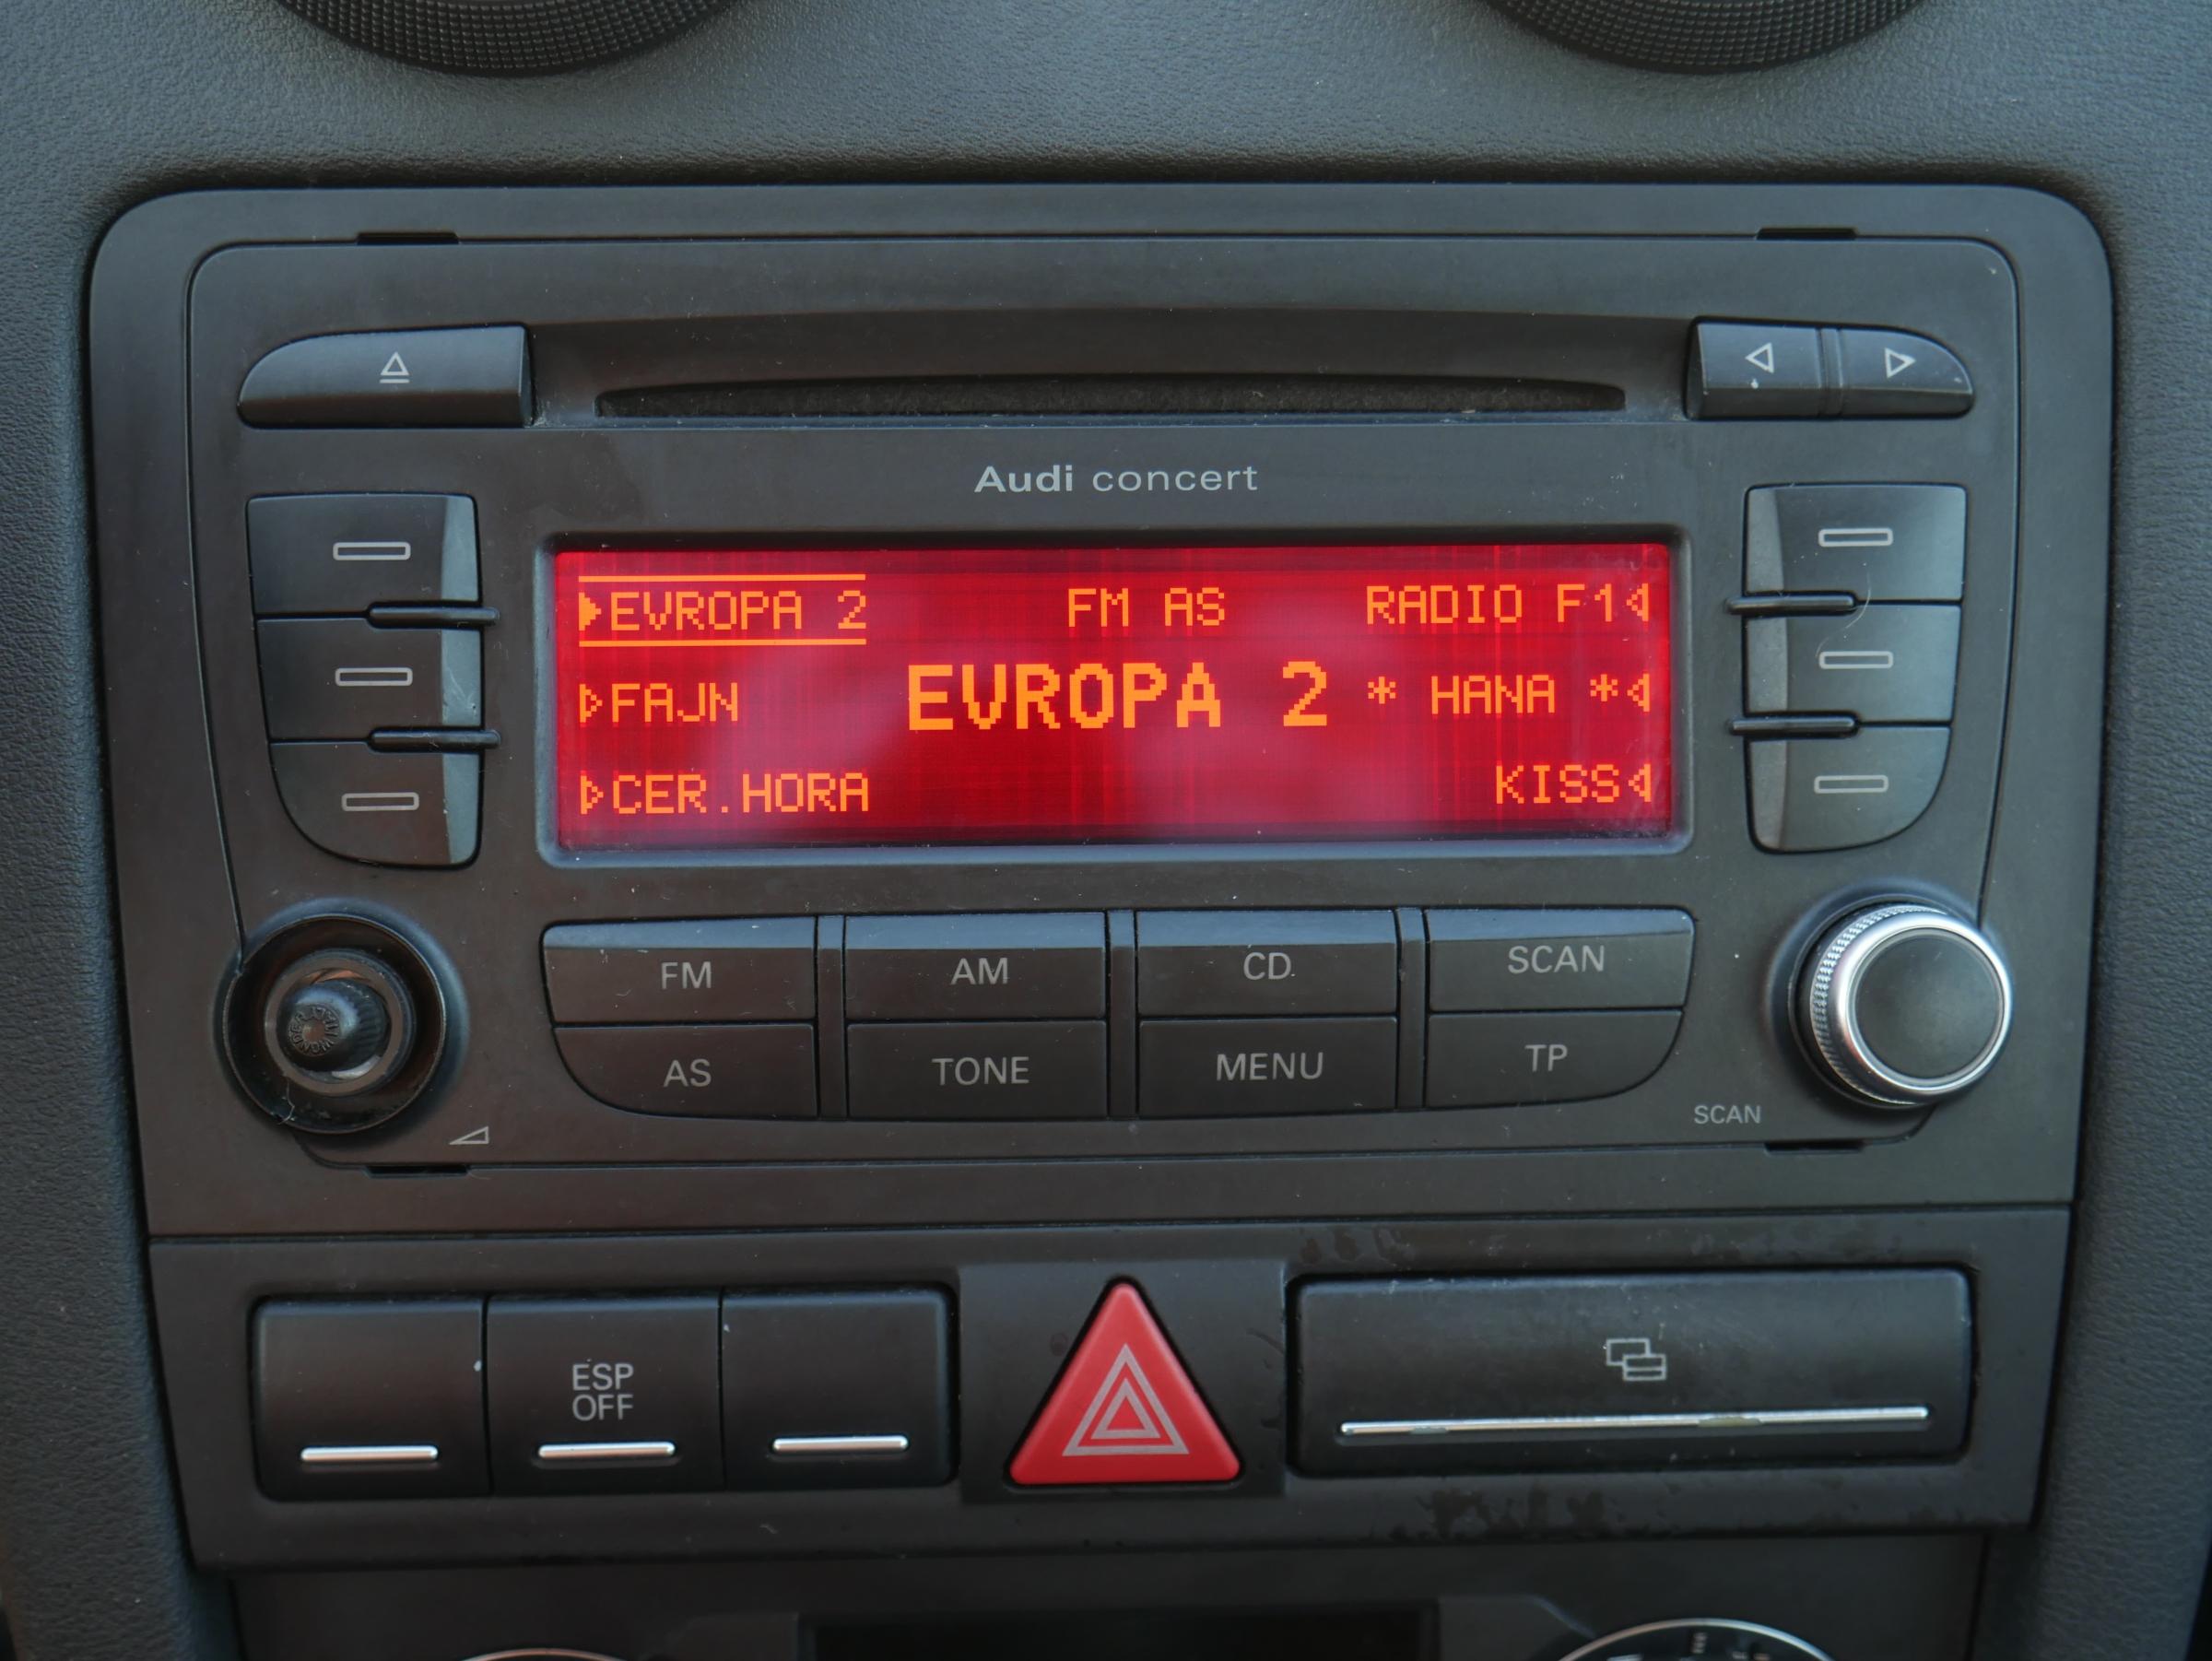 Audi concert
EVROPA 2 FM AS RADIO F1
FAJN EVROPA 2 * HANA *
CER.HORA KISS
FM AM CD SCAN
AS TONE MENU TP
SCAN
ESP
OFF